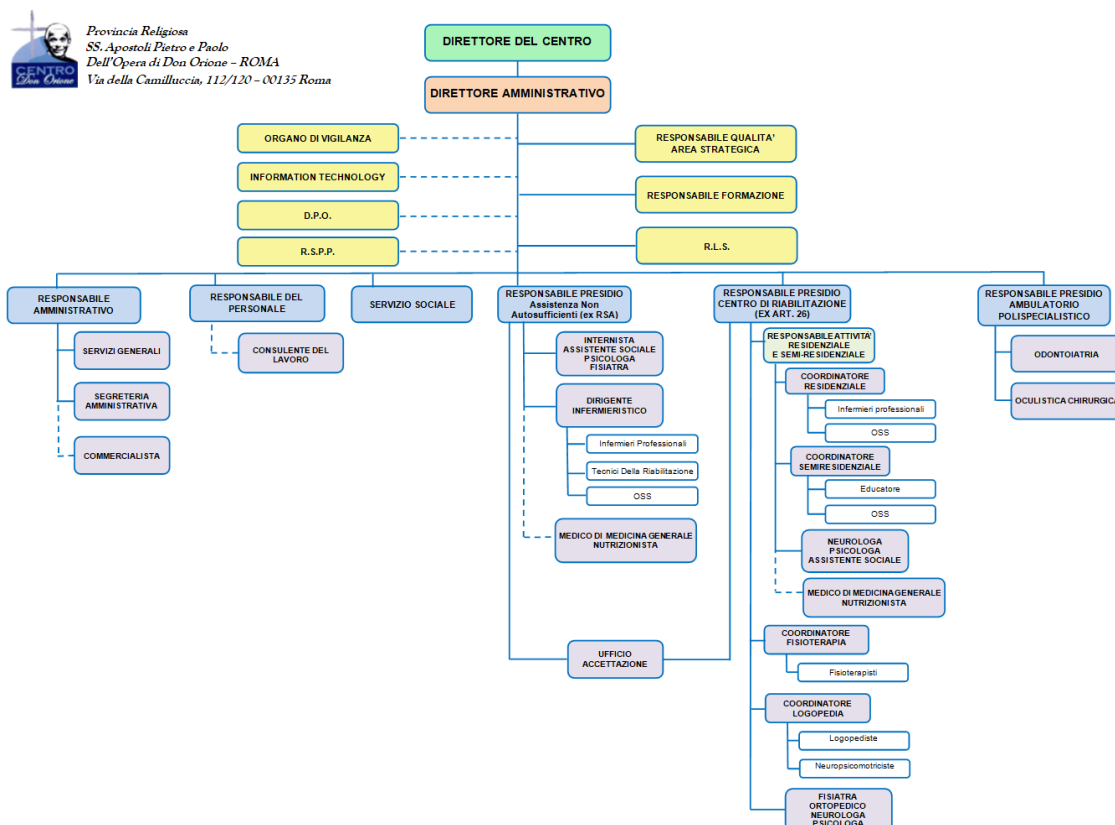 Provincia Religiosa
SS. Apostoli Pietro e Paolo
Dell'Opera di Don Orione – ROMA
Via della Camilluccia, 112/120 – 00135 Roma
CENTRO
Don Orione
DIRETTORE DEL CENTRO
DIRETTORE AMMINISTRATIVO
ORGANO DI VIGILANZA
RESPONSABILE QUALITA'
AREA STRATEGICA
INFORMATION TECHNOLOGY
RESPONSABILE FORMAZIONE
D.P.O.
R.S.P.P.
R.L.S.
RESPONSABILE
AMMINISTRATIVO
SERVIZI GENERALI
SEGRETERIA
AMMINISTRATIVA
COMMERCIALISTA
RESPONSABILE DEL
PERSONALE
CONSULENTE DEL
LAVORO
SERVIZIO SOCIALE
RESPONSABILE PRESIDIO
Assistenza Non
Autosufficienti (ex RSA)
INTERNISTA
ASSISTENTE SOCIALE
PSICOLOGA
FISIATRA
DIRIGENTE
INFERMIERISTICO
Infermieri Professionali
Tecnici Della Riabilitazione
OSS
MEDICO DI MEDICINA GENERALE
NUTRIZIONISTA
UFFICIO
ACCETTAZIONE
RESPONSABILE PRESIDIO
CENTRO DI RIABILITAZIONE
(EX ART. 26)
RESPONSABILE ATTIVITA'
RESIDENZIALE
E SEMI-RESIDENZIALE
COORDINATORE
RESIDENZIALE
Infermieri professionali
OSS
COORDINATORE
SEMIRESIDENZIALE
Educatore
OSS
NEUROLOGA
PSICOLOGA
ASSISTENTE SOCIALE
MEDICO DI MEDICINA GENERALE
NUTRIZIONISTA
COORDINATORE
FISIOTERAPIA
Fisioterapisti
COORDINATORE
LOGOPEDIA
Logopediste
Neuropsicomotriciste
FISIATRA
ORTOPEDICO
NEUROLOGA
PSICOLOGA
RESPONSABILE PRESIDIO
AMBULATORIO
POLISPECIALISTICO
ODONTOIATRIA
OCULISTICA CHIRURGICA